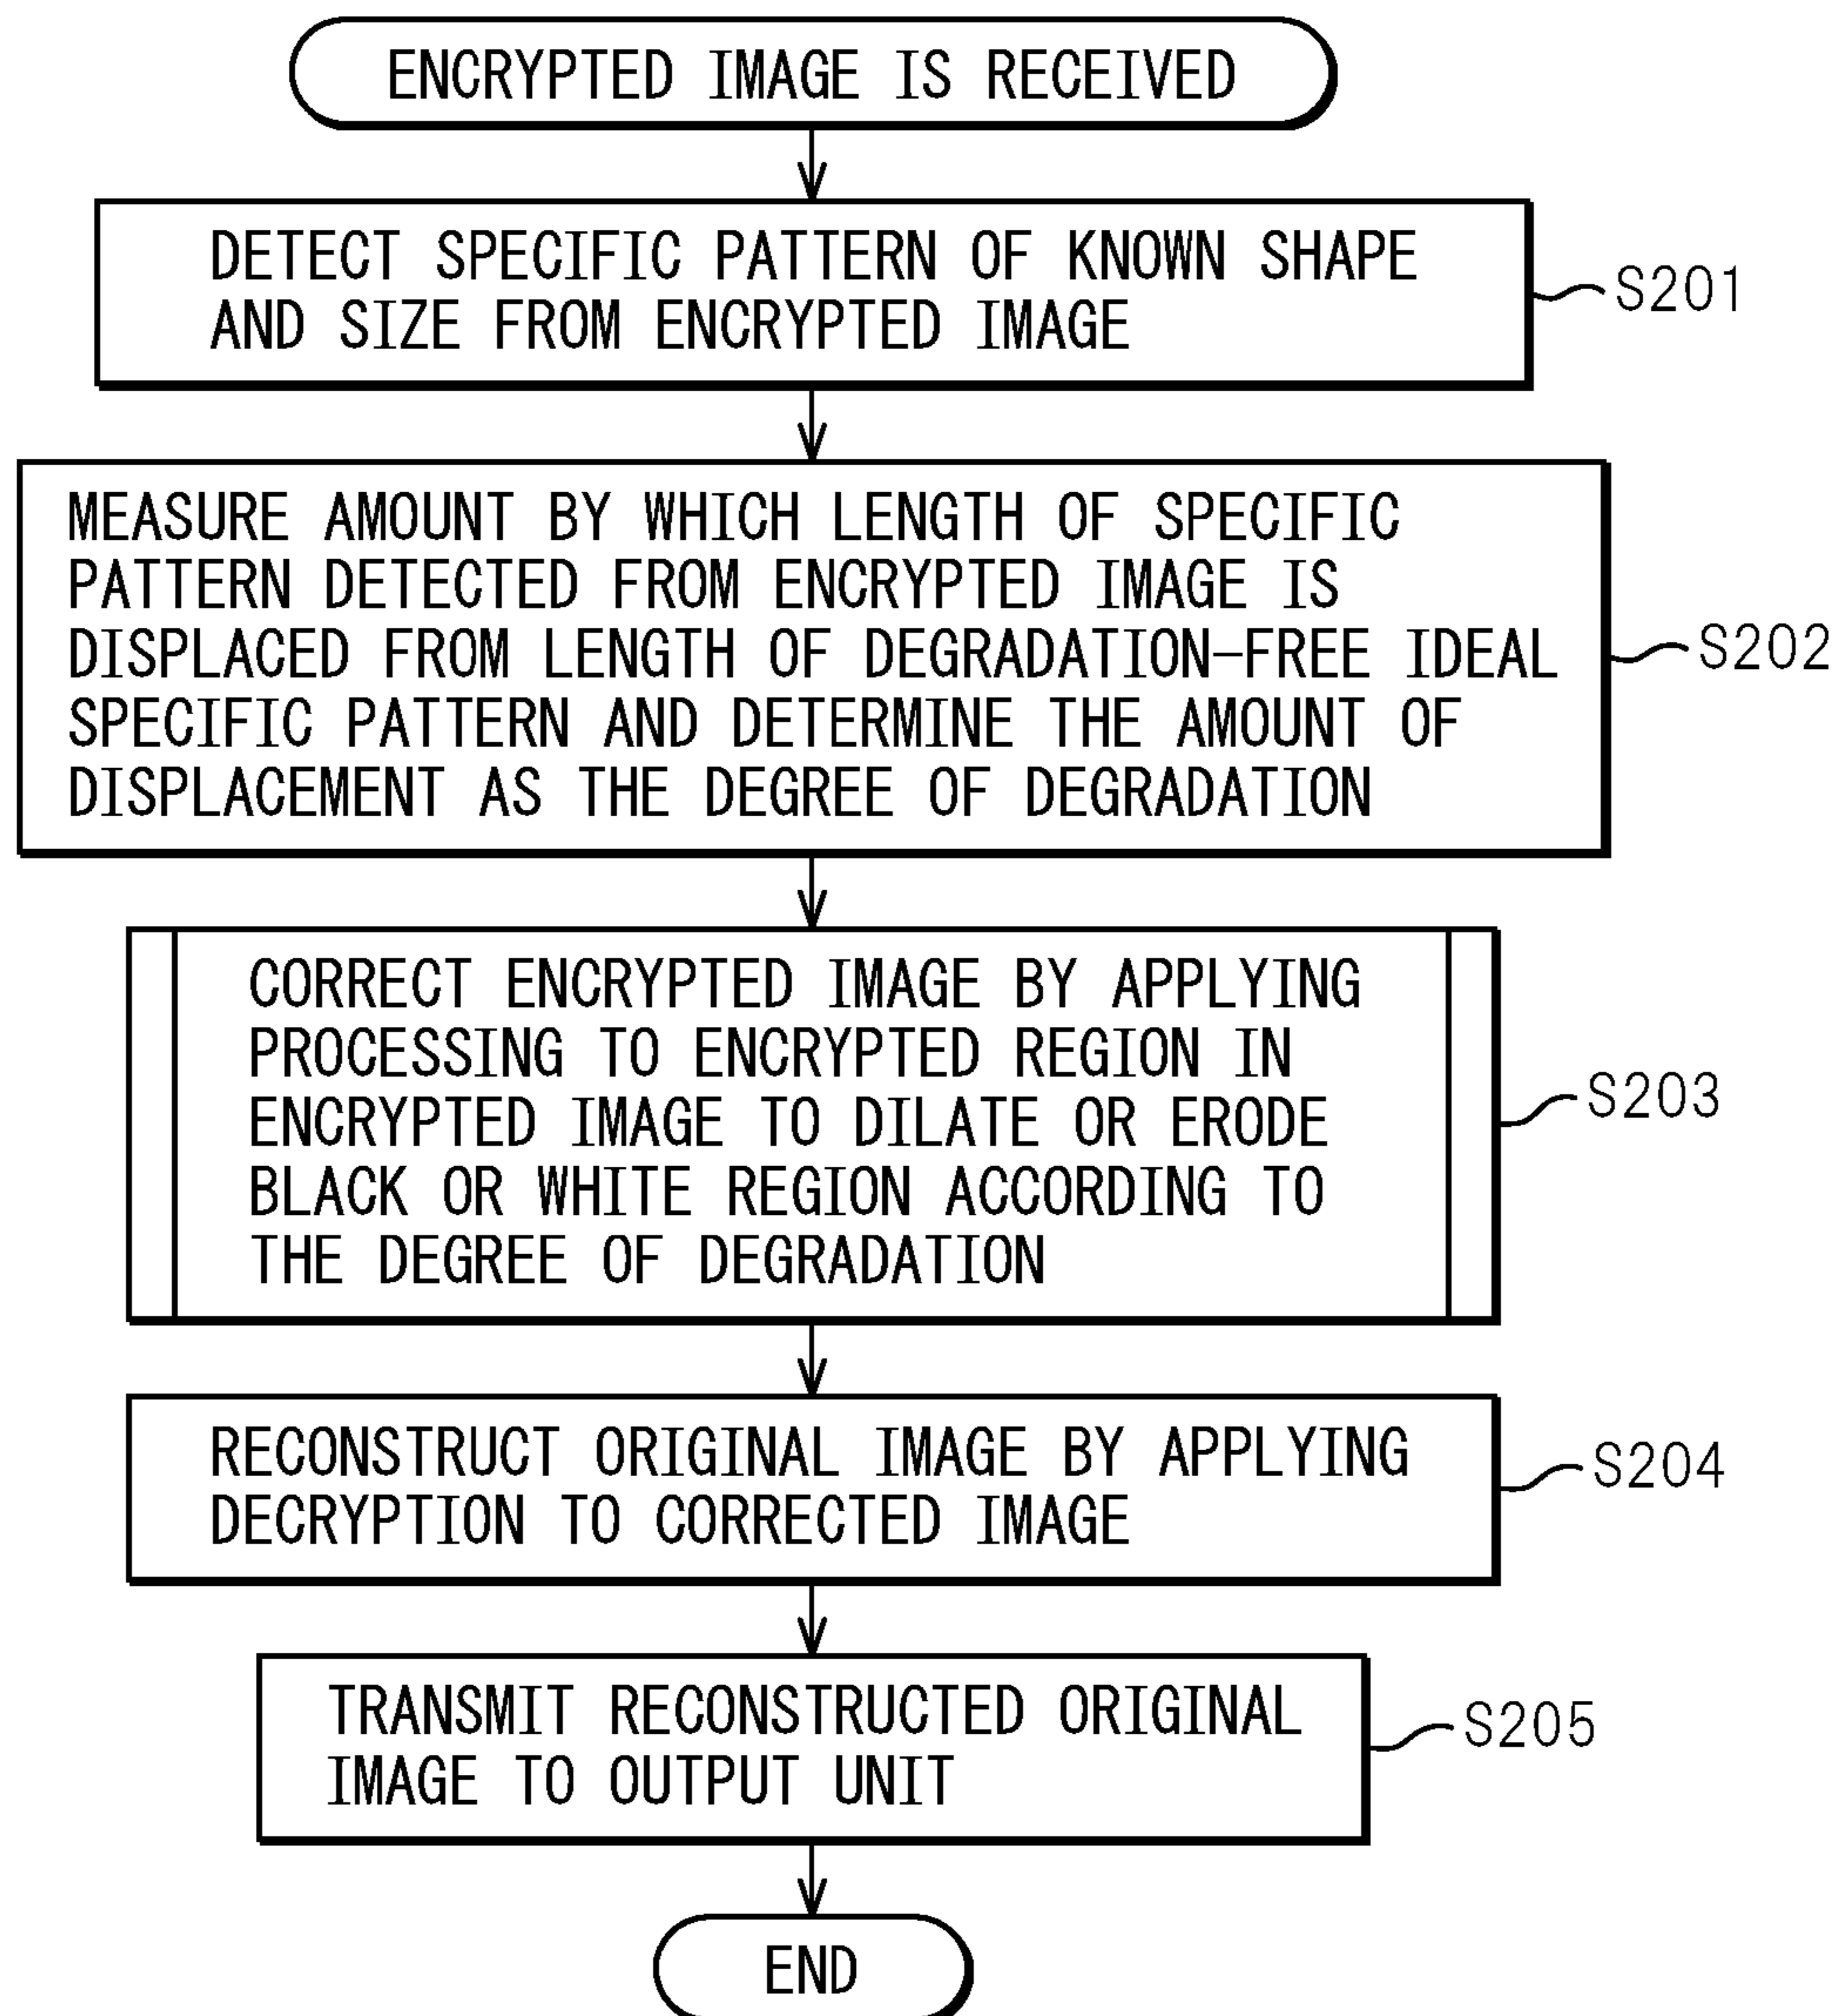 ENCRYPTED IMAGE IS RECEIVED
DETECT SPECIFIC PATTERN OF KNOWN SHAPE
AND SIZE FROM ENCRYPTED IMAGE
S201
MEASURE AMOUNT BY WHICH LENGTH OF SPECIFIC
PATTERN DETECTED FROM ENCRYPTED IMAGE IS
DISPLACED FROM LENGTH OF DEGRADATION-FREE IDEAL
SPECIFIC PATTERN AND DETERMINE THE AMOUNT OF
DISPLACEMENT AS THE DEGREE OF DEGRADATION
S202
CORRECT ENCRYPTED IMAGE BY APPLYING
PROCESSING TO ENCRYPTED REGION IN
ENCRYPTED IMAGE TO DILATE OR ERODE
BLACK OR WHITE REGION ACCORDING TO
THE DEGREE OF DEGRADATION
S203
RECONSTRUCT ORIGINAL IMAGE BY APPLYING
DECRYPTION TO CORRECTED IMAGE
S204
TRANSMIT RECONSTRUCTED ORIGINAL
IMAGE TO OUTPUT UNIT
S205
END